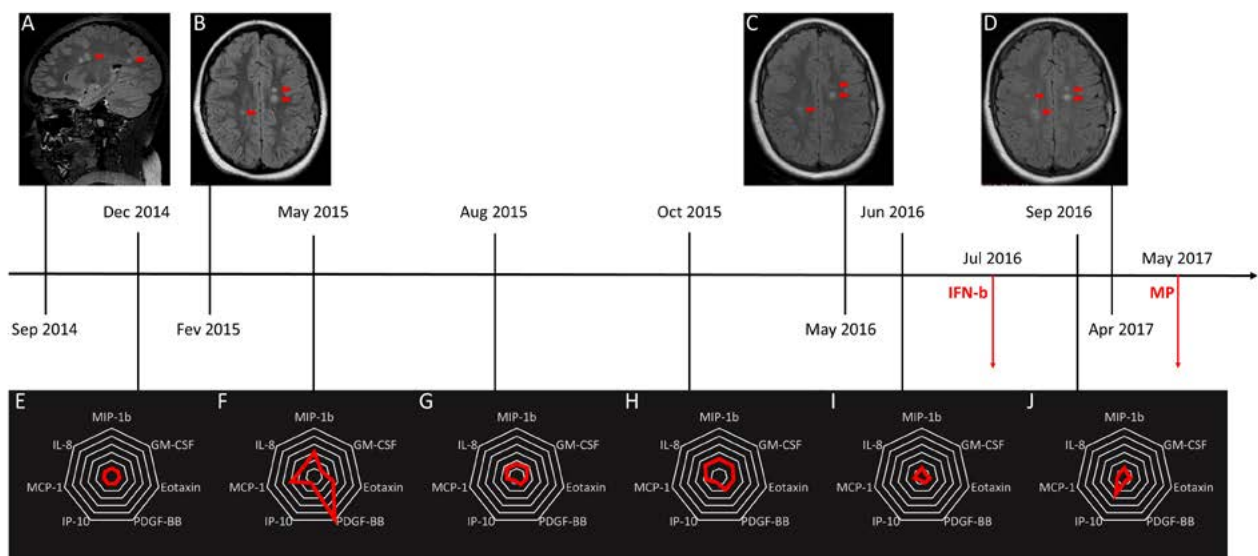 A
B
C
D
Dec 2014
May 2015
Aug 2015
Oct 2015
Jun 2016
Sep 2016
Jul 2016
May 2017
IFN-b
MP
Sep 2014
Fev 2015
May 2016
Apr 2017
E
MIP-1b
IL-8
GM-CSF
MCP-1
Eotaxin
IP-10
PDGF-BB
F
MIP-1b
IL-8
GM-CSF
MCP-1
Eotaxin
IP-10
PDGF-BB
G
MIP-1b
IL-8
GM-CSF
MCP-1
Eotaxin
IP-10
PDGF-BB
H
MIP-1b
IL-8
GM-CSF
MCP-1
Eotaxin
IP-10
PDGF-BB
I
MIP-1b
IL-8
GM-CSF
MCP-1
Eotaxin
IP-10
PDGF-BB
J
MIP-1b
IL-8
GM-CSF
MCP-1
Eotaxin
IP-10
PDGF-BB